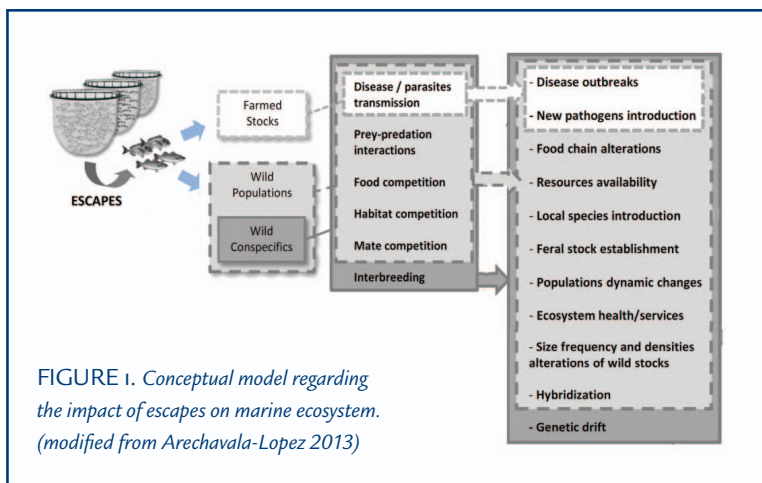 ESCAPES
Farmed
Stocks
Wild
Populations
Wild
Conspecifics
Disease / parasites
transmission
Prey-predation
interactions
Food competition
Habitat competition
Mate competition
Interbreeding
- Disease outbreaks
- New pathogens introduction
- Food chain alterations
- Resources availability
- Local species introduction
- Feral stock establishment
- Populations dynamic changes
- Ecosystem health/services
- Size frequency and densities
alterations of wild stocks
- Hybridization
- Genetic drift
FIGURE 1. Conceptual model regarding
the impact of escapes on marine ecosystem.
(modified from Arechavala-Lopez 2013)